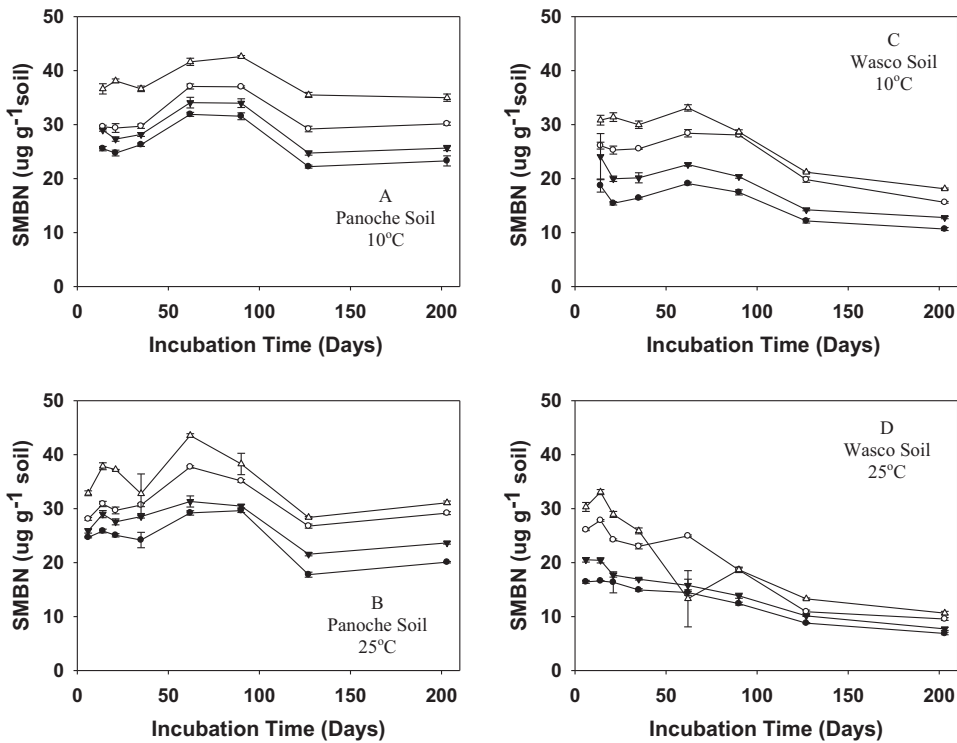 50
40
30
20
10
0
SMBN (ug g-1soil)
A
Panoche Soil
10oC
0 50 100 150 200
Incubation Time (Days)
50
40
30
20
10
0
SMBN (ug g-1soil)
C
Wasco Soil
10oC
0 50 100 150 200
Incubation Time (Days)
50
40
30
20
10
0
SMBN (ug g-1 soil)
B
Panoche Soil
25oC
0 50 100 150 200
Incubation Time (Days)
50
40
30
20
10
0
SMBN (ug g-1 soil)
D
Wasco Soil
25oC
0 50 100 150 200
Incubation Time (Days)